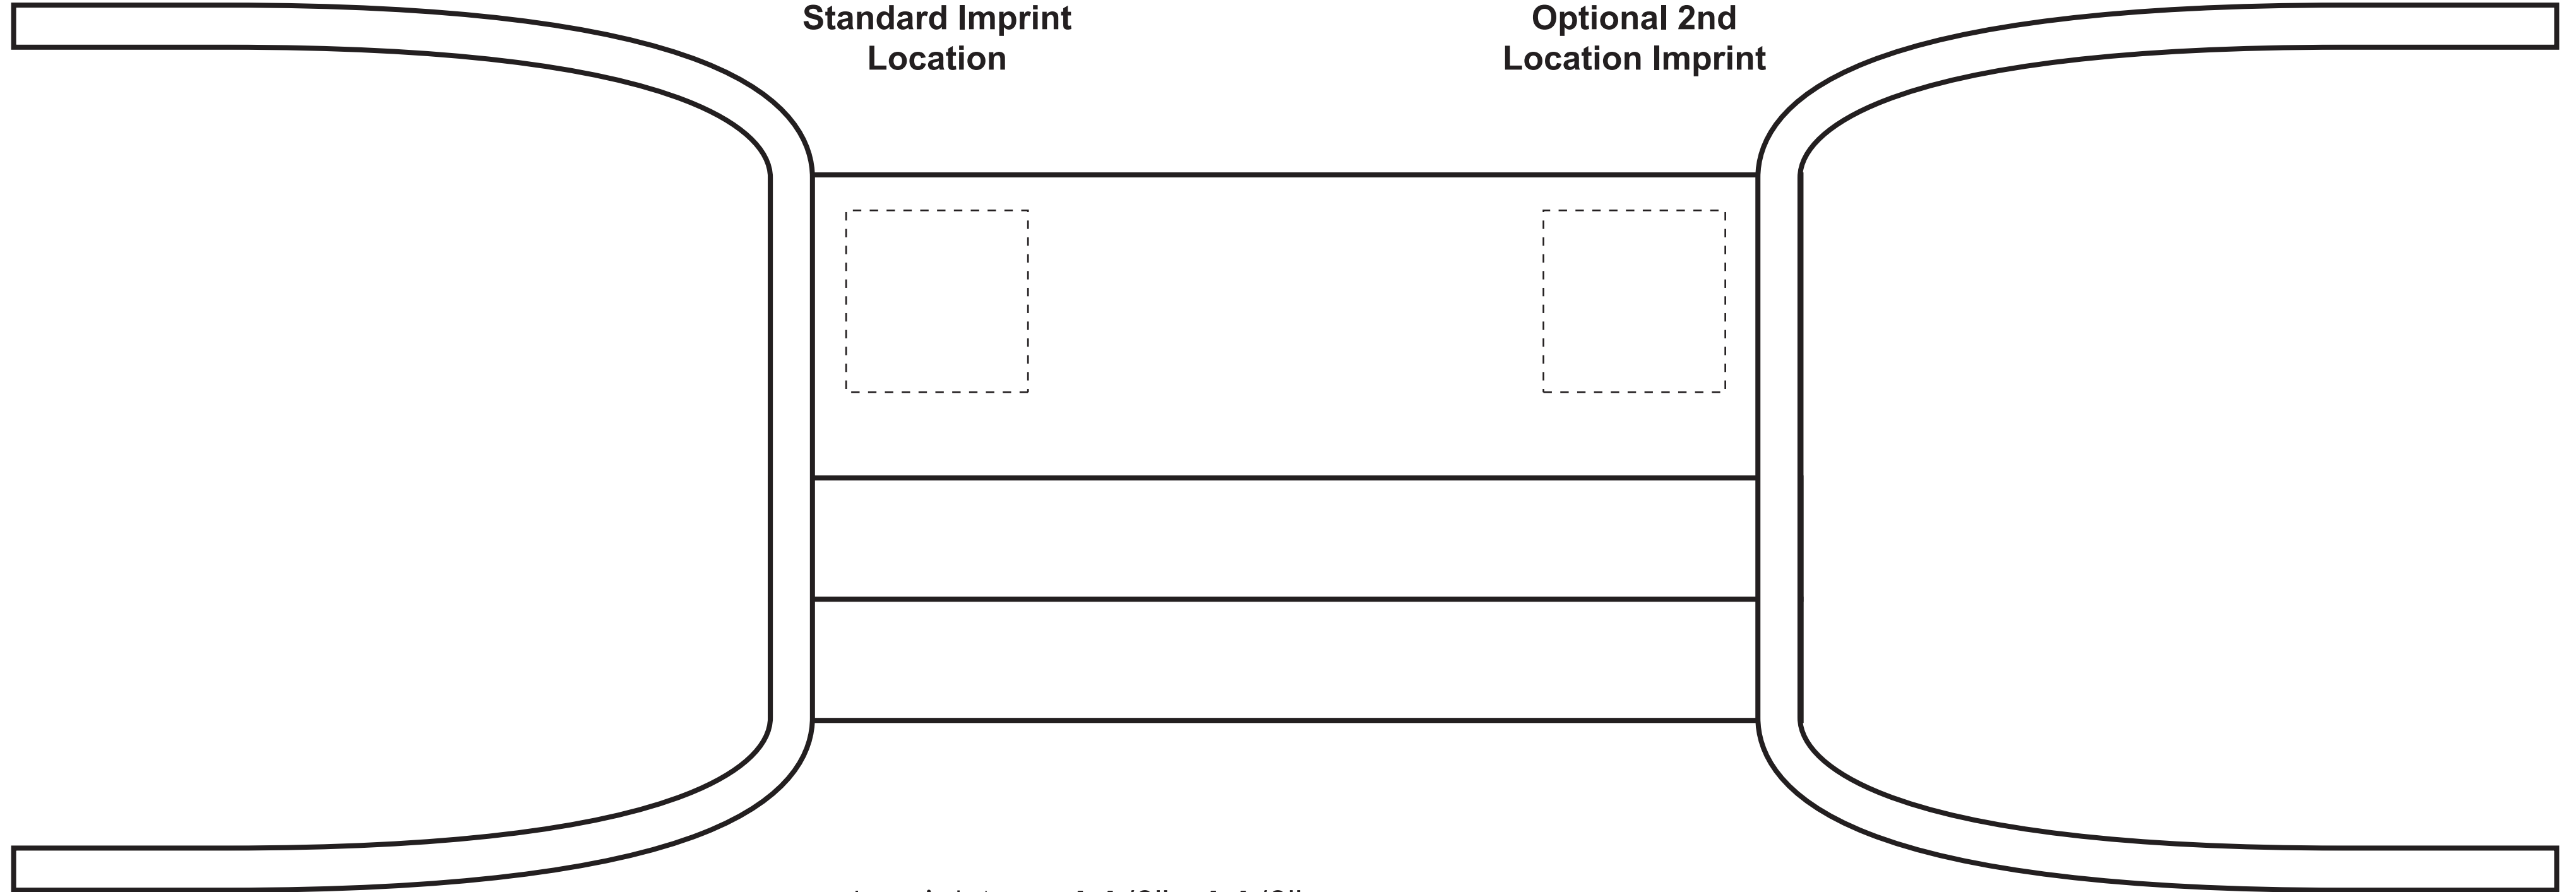 Standard Imprint
Location
Optional 2nd
Location Imprint